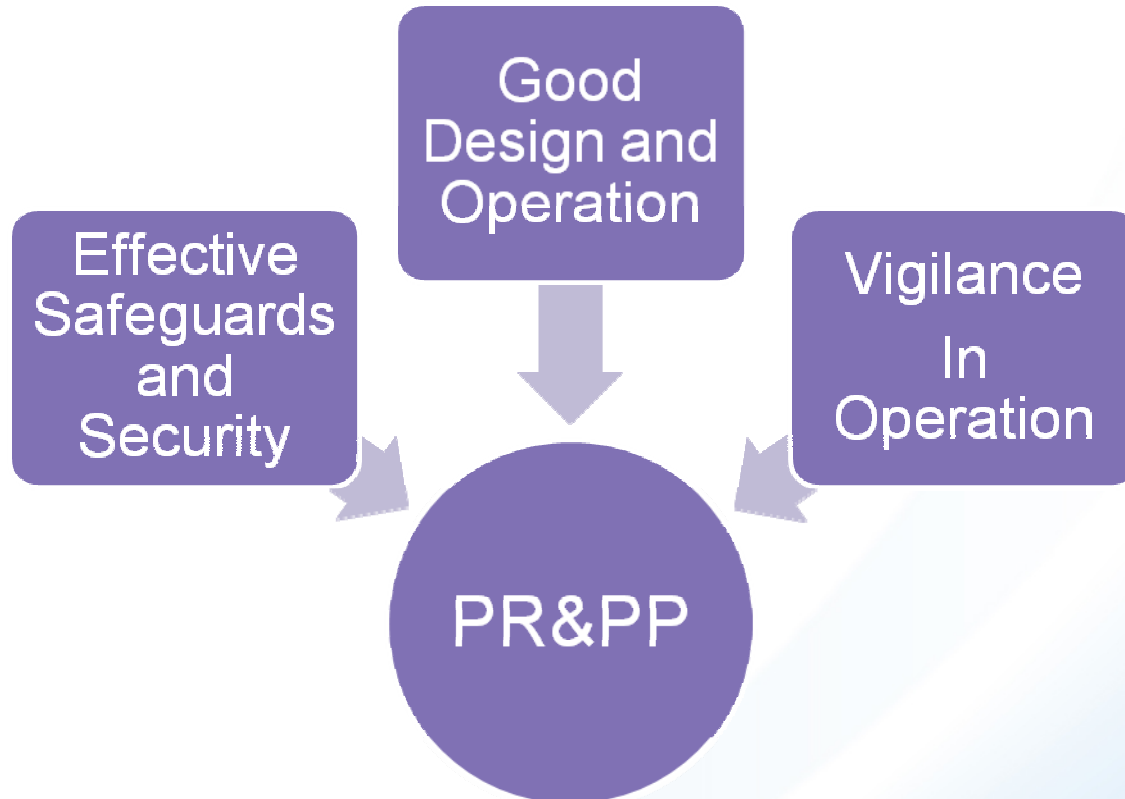 Good
Design and
Operation
Effective
Safeguards
and
Security
Vigilance
In
Operation
PR&PP